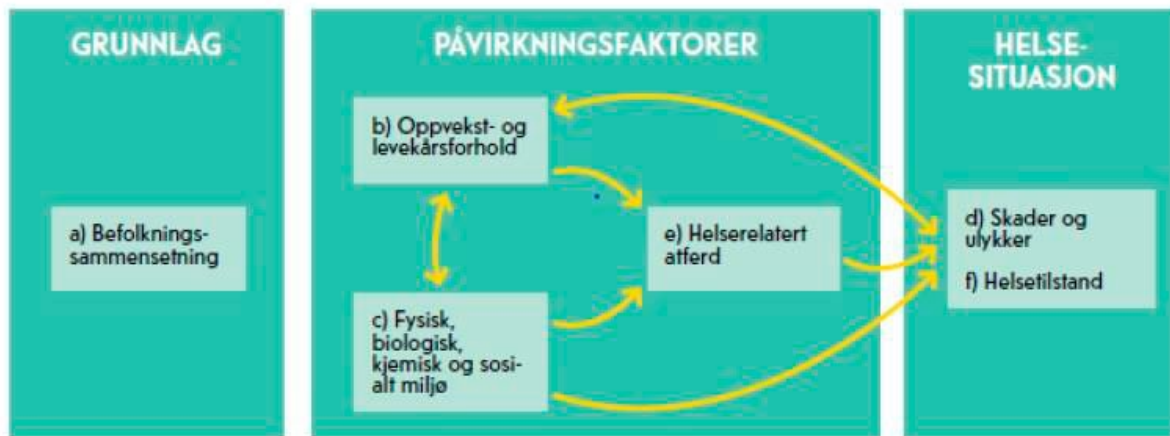 GRUNNLAG
a) Befolknings-
sammensetning
PÅVIRKNINGSFAKTORER
b) Oppvekst- og
levekårsforhold
c) Fysisk,
biologisk,
kjemisk og sosi-
alt miljø
e) Helserelatert
atferd
HELSE-
SITUASJON
d) Skader og
ulykker
f) Helsetilstand